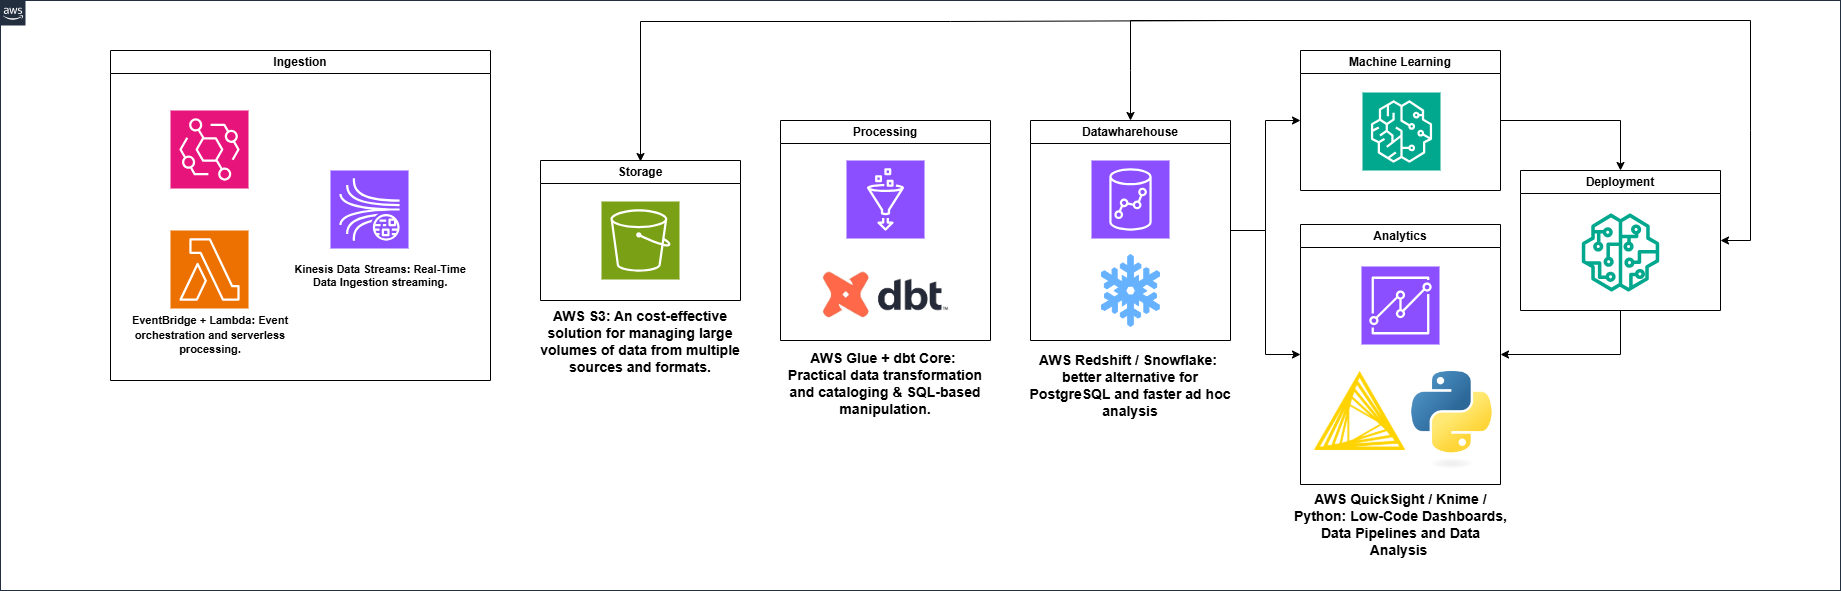 aws
Ingestion
Kinesis Data Streams: Real-Time
Data Ingestion streaming.
EventBridge + Lambda: Event
orchestration and serverless
processing.
Storage
AWS S3: An cost-effective
solution for managing large
volumes of data from multiple
sources and formats.
Processing
dbt
AWS Glue + dbt Core:
Practical data transformation
and cataloging & SQL-based
manipulation.
Datawharehouse
AWS Redshift / Snowflake:
better alternative for
PostgreSQL and faster ad hoc
analysis
Machine Learning
Analytics
AWS QuickSight / Knime /
Python: Low-Code Dashboards,
Data Pipelines and Data
Analysis
Deployment